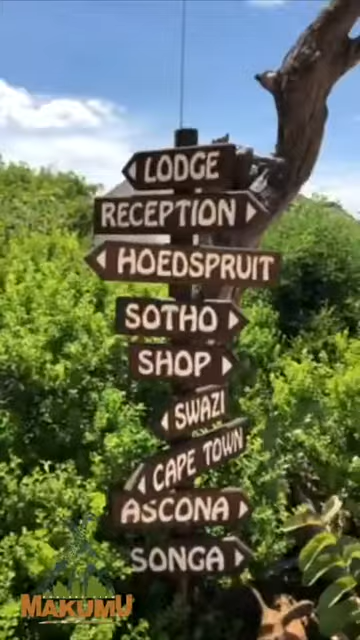 LODGE
RECEPTION
HOEDSPRUIT
SOTHO
SHOP
SWAZI
CAPE TOWN
ASCONA
SONGA
MAKUMU